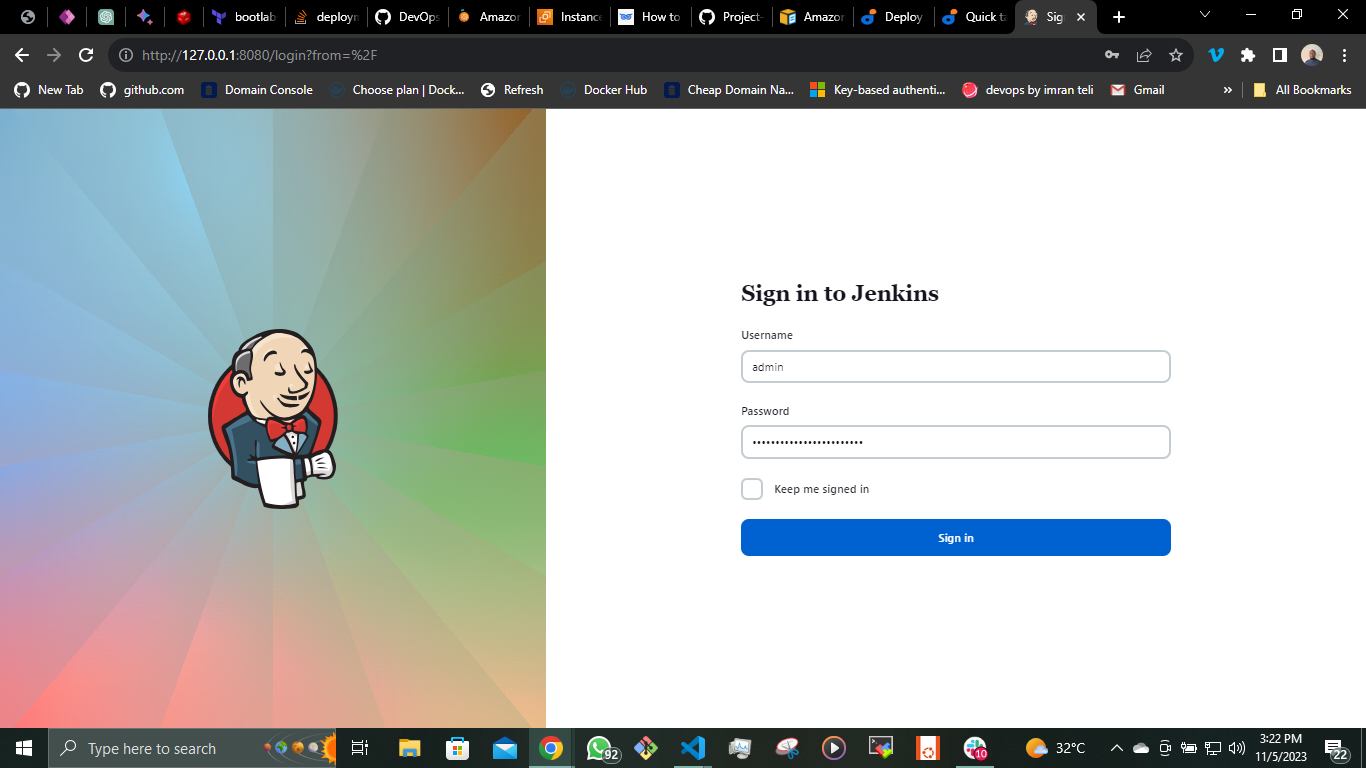 bootlab
deployn
DevOps
Amazon
Instance
How to
Project-
Amazon
Deploy
Quick ta
Sig
http://127.0.0.1:8080/login?from=%2F
New Tab
github.com
Domain Console
Choose plan | Dock...
Refresh
Docker Hub
Cheap Domain Na...
Key-based authenti...
devops by imran teli
Gmail
»
All Bookmarks
Sign in to Jenkins
Username
admin
Password
••••••••••••••••••••••••
Keep me signed in
Sign in
Type here to search
92
10
32°C
3:22 PM
11/5/2023
22